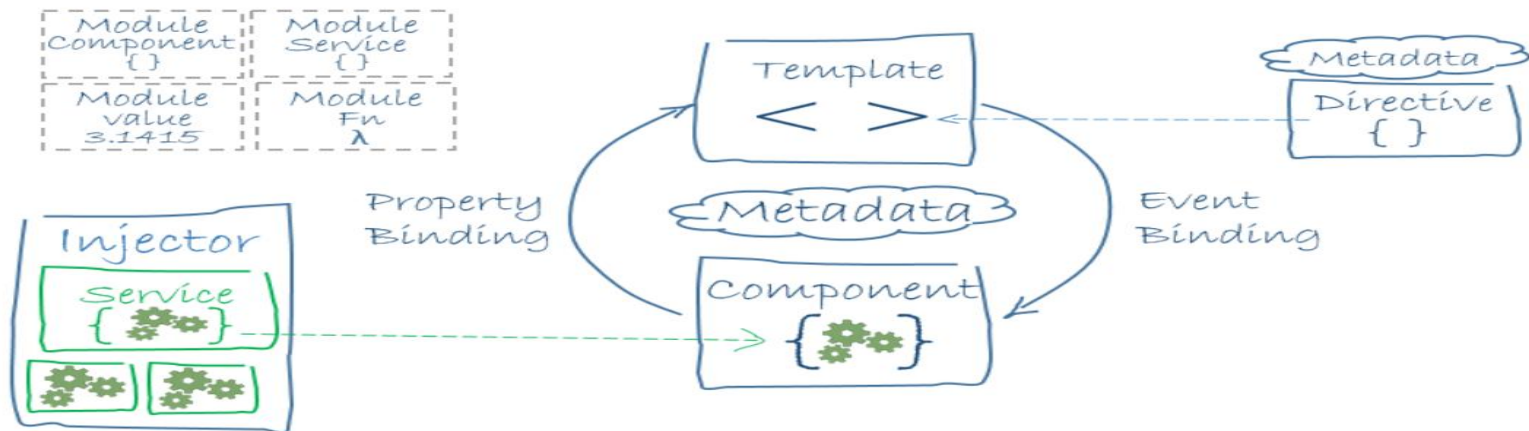 Module
Component
{ }
Module
Service
{ }
Module
value
3.1415
Module
Fn
λ
Template
< >
Metadata
Directive
{ }
Property
Binding
Metadata
Event
Binding
Injector
Service
{ }
Component
{ }